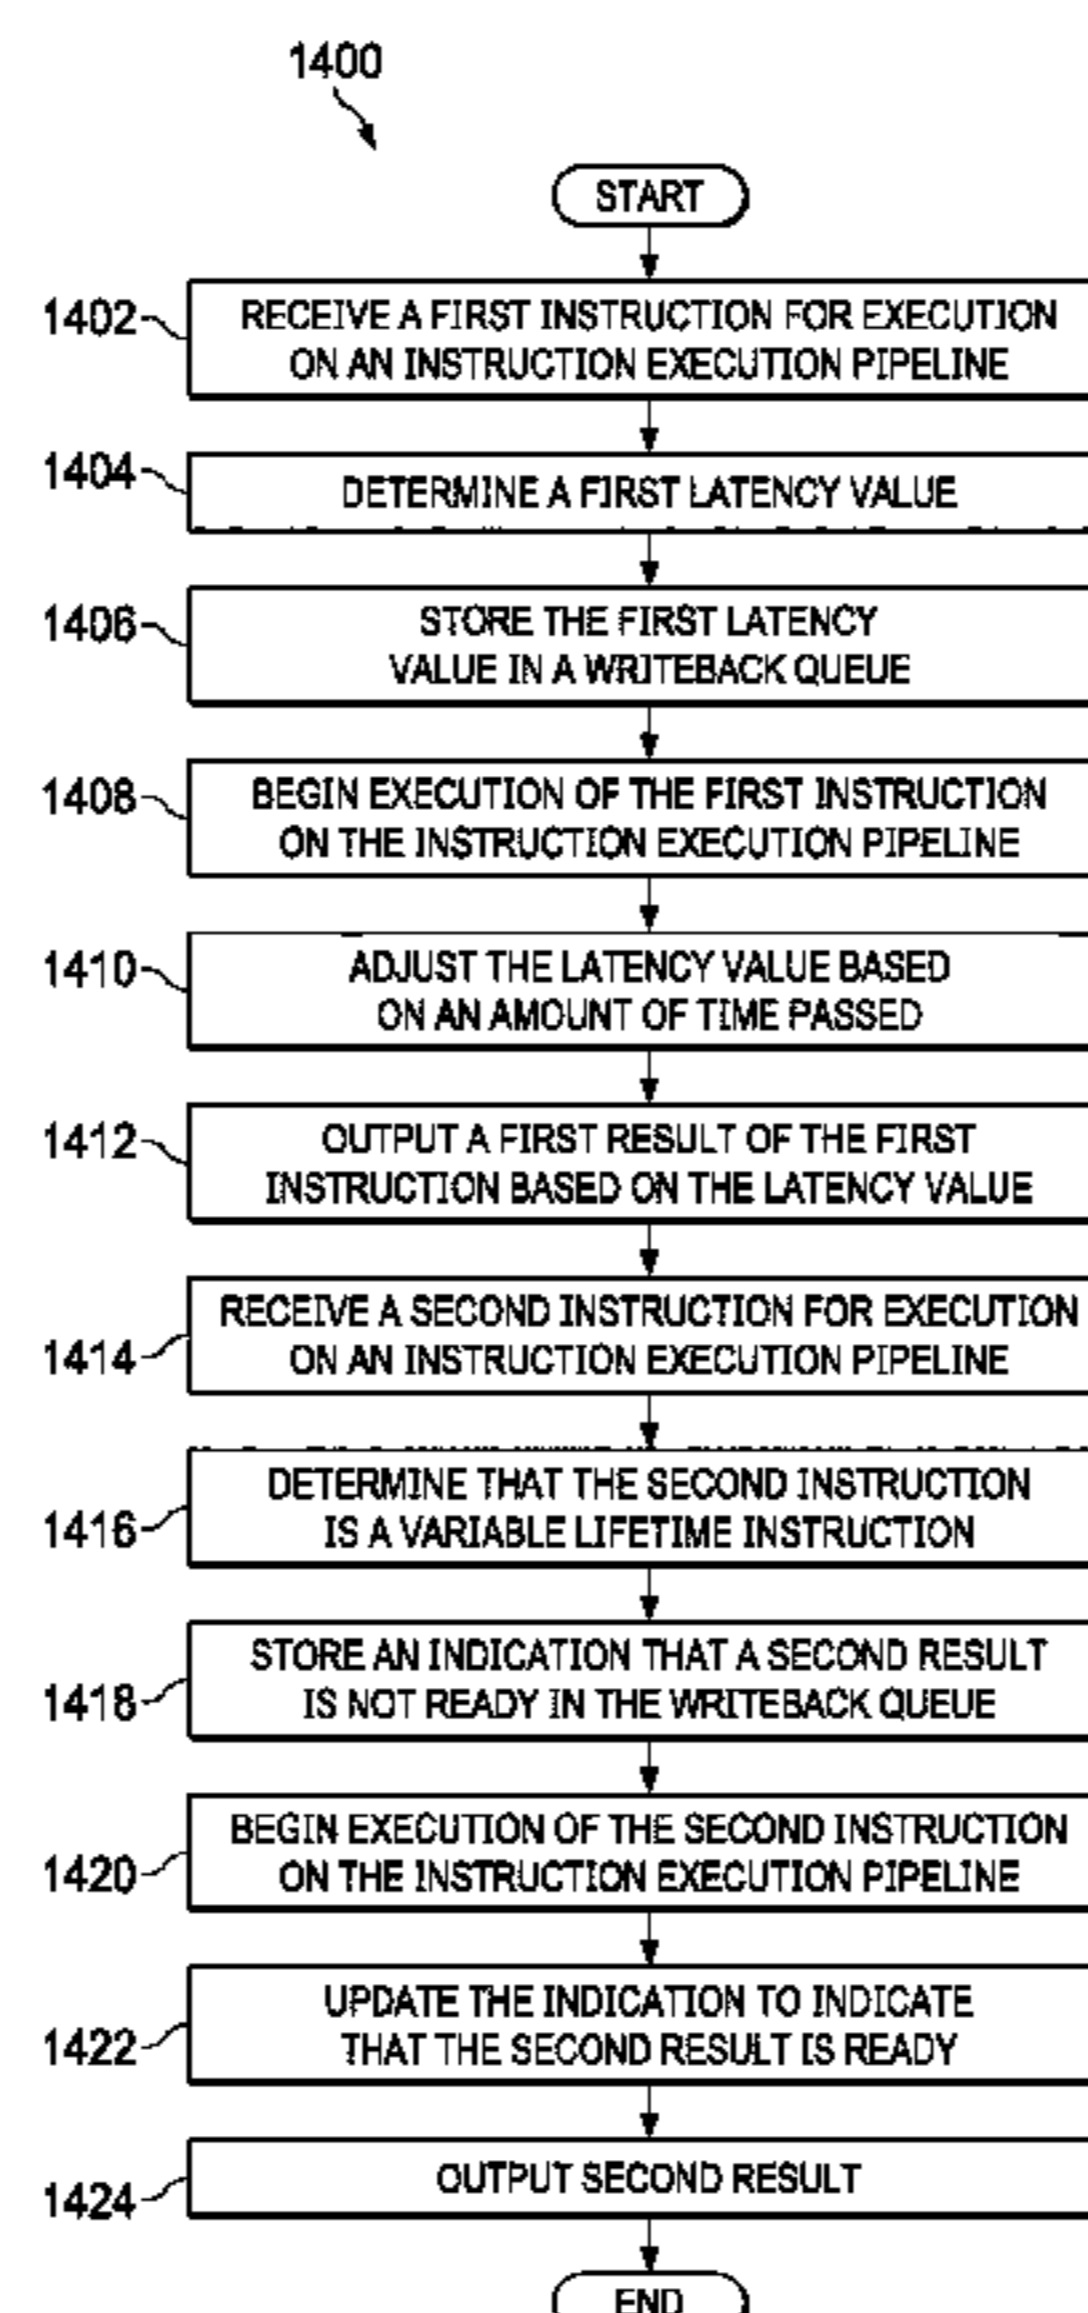 1400
START
1402
RECEIVE A FIRST INSTRUCTION FOR EXECUTION
ON AN INSTRUCTION EXECUTION PIPELINE
1404
DETERMINE A FIRST LATENCY VALUE
1406
STORE THE FIRST LATENCY
VALUE IN A WRITEBACK QUEUE
1408
BEGIN EXECUTION OF THE FIRST INSTRUCTION
ON THE INSTRUCTION EXECUTION PIPELINE
1410
ADJUST THE LATENCY VALUE BASED
ON AN AMOUNT OF TIME PASSED
1412
OUTPUT A FIRST RESULT OF THE FIRST
INSTRUCTION BASED ON THE LATENCY VALUE
1414
RECEIVE A SECOND INSTRUCTION FOR EXECUTION
ON AN INSTRUCTION EXECUTION PIPELINE
1416
DETERMINE THAT THE SECOND INSTRUCTION
IS A VARIABLE LIFETIME INSTRUCTION
1418
STORE AN INDICATION THAT A SECOND RESULT
IS NOT READY IN THE WRITEBACK QUEUE
1420
BEGIN EXECUTION OF THE SECOND INSTRUCTION
ON THE INSTRUCTION EXECUTION PIPELINE
1422
UPDATE THE INDICATION TO INDICATE
THAT THE SECOND RESULT IS READY
1424
OUTPUT SECOND RESULT
END